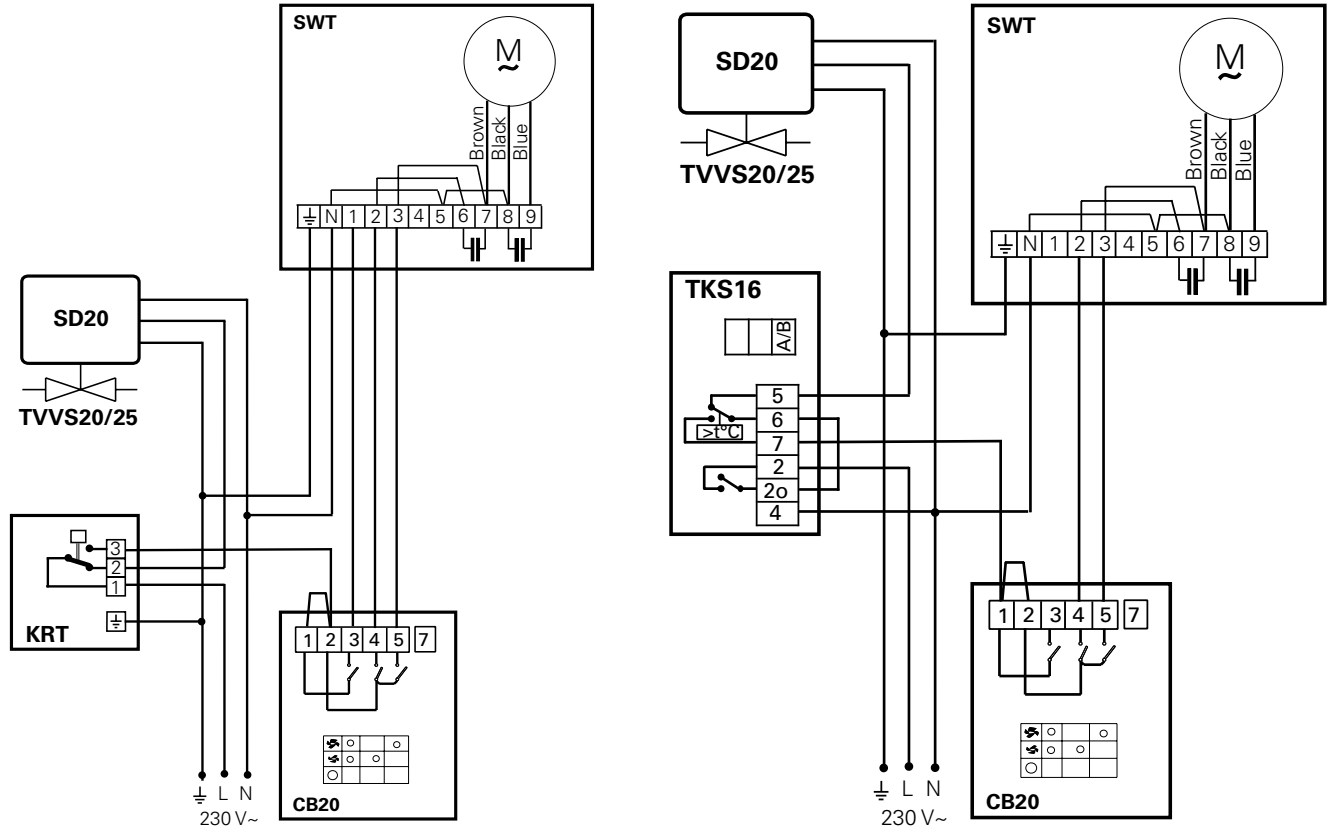 SWT
M
~
Brown
Black
Blue
⏚ N 1 2 3 4 5 6 7 8 9
SD20
TVVS20/25
3
2
1
⏚
KRT
1 2 3 4 5 7
CB20
⏚ L N
230 V~
SD20
TVVS20/25
SWT
M
~
Brown
Black
Blue
⏚ N 1 2 3 4 5 6 7 8 9
TKS16
A/B
>t°C
5
6
7
2
2o
4
1 2 3 4 5 7
CB20
⏚ L N
230 V~